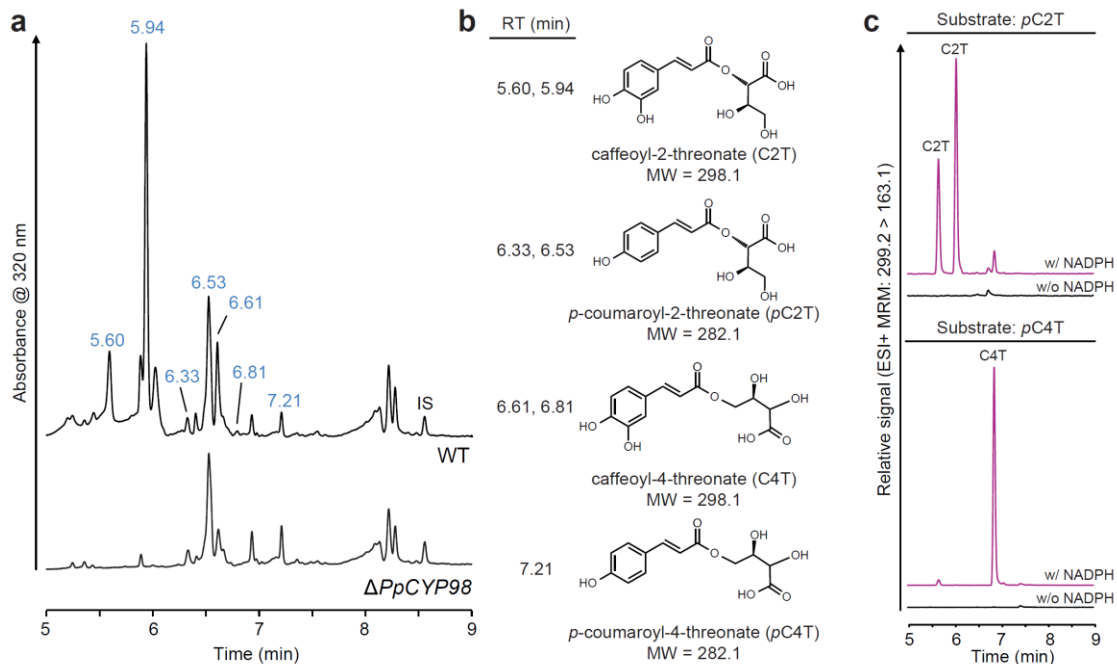 a
Absorbance @ 320 nm
5.94
5.60
6.53
6.61
6.33
6.81
7.21
IS
WT
ΔPpCYP98
5 6 7 8 9
Time (min)
b
RT (min)
5.60, 5.94
HO
OH
O
O
O
OH
HO
OH
caffeoyl-2-threonate (C2T)
MW = 298.1
6.33, 6.53
HO
O
O
O
OH
HO
OH
p-coumaroyl-2-threonate (pC2T)
MW = 282.1
6.61, 6.81
HO
OH
O
O
OH
OH
HO
O
caffeoyl-4-threonate (C4T)
MW = 298.1
7.21
HO
O
O
OH
OH
HO
O
p-coumaroyl-4-threonate (pC4T)
MW = 282.1
c
Relative signal (ESI+ MRM: 299.2 > 163.1)
Substrate: pC2T
C2T
C2T
w/ NADPH
w/o NADPH
Substrate: pC4T
C4T
w/ NADPH
w/o NADPH
5 6 7 8 9
Time (min)